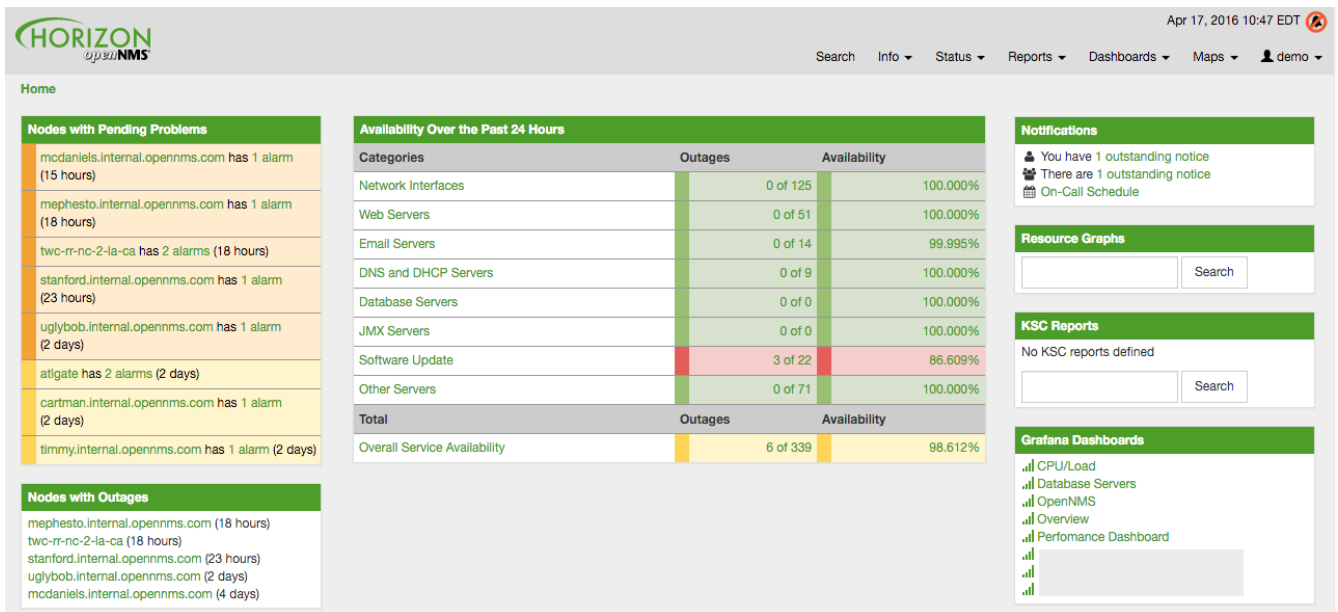 HORIZON
openNMS
Apr 17, 2016 10:47 EDT
Search Info Status Reports Dashboards Maps demo
Home
Nodes with Pending Problems
mcdaniels.internal.opennms.com has 1 alarm
(15 hours)
mephesto.internal.opennms.com has 1 alarm
(18 hours)
twc-rr-nc-2-la-ca has 2 alarms (18 hours)
stanford.internal.opennms.com has 1 alarm
(23 hours)
uglybob.internal.opennms.com has 1 alarm
(2 days)
atlgate has 2 alarms (2 days)
cartman.internal.opennms.com has 1 alarm
(2 days)
timmy.internal.opennms.com has 1 alarm (2 days)
Nodes with Outages
mephesto.internal.opennms.com (18 hours)
twc-rr-nc-2-la-ca (18 hours)
stanford.internal.opennms.com (23 hours)
uglybob.internal.opennms.com (2 days)
mcdaniels.internal.opennms.com (4 days)
Availability Over the Past 24 Hours
Categories Outages Availability
Network Interfaces 0 of 125 100.000%
Web Servers 0 of 51 100.000%
Email Servers 0 of 14 99.995%
DNS and DHCP Servers 0 of 9 100.000%
Database Servers 0 of 0 100.000%
JMX Servers 0 of 0 100.000%
Software Update 3 of 22 86.609%
Other Servers 0 of 71 100.000%
Total Outages Availability
Overall Service Availability 6 of 339 98.612%
Notifications
You have 1 outstanding notice
There are 1 outstanding notice
On-Call Schedule
Resource Graphs
Search
KSC Reports
No KSC reports defined
Search
Grafana Dashboards
CPU/Load
Database Servers
OpenNMS
Overview
Perfomance Dashboard